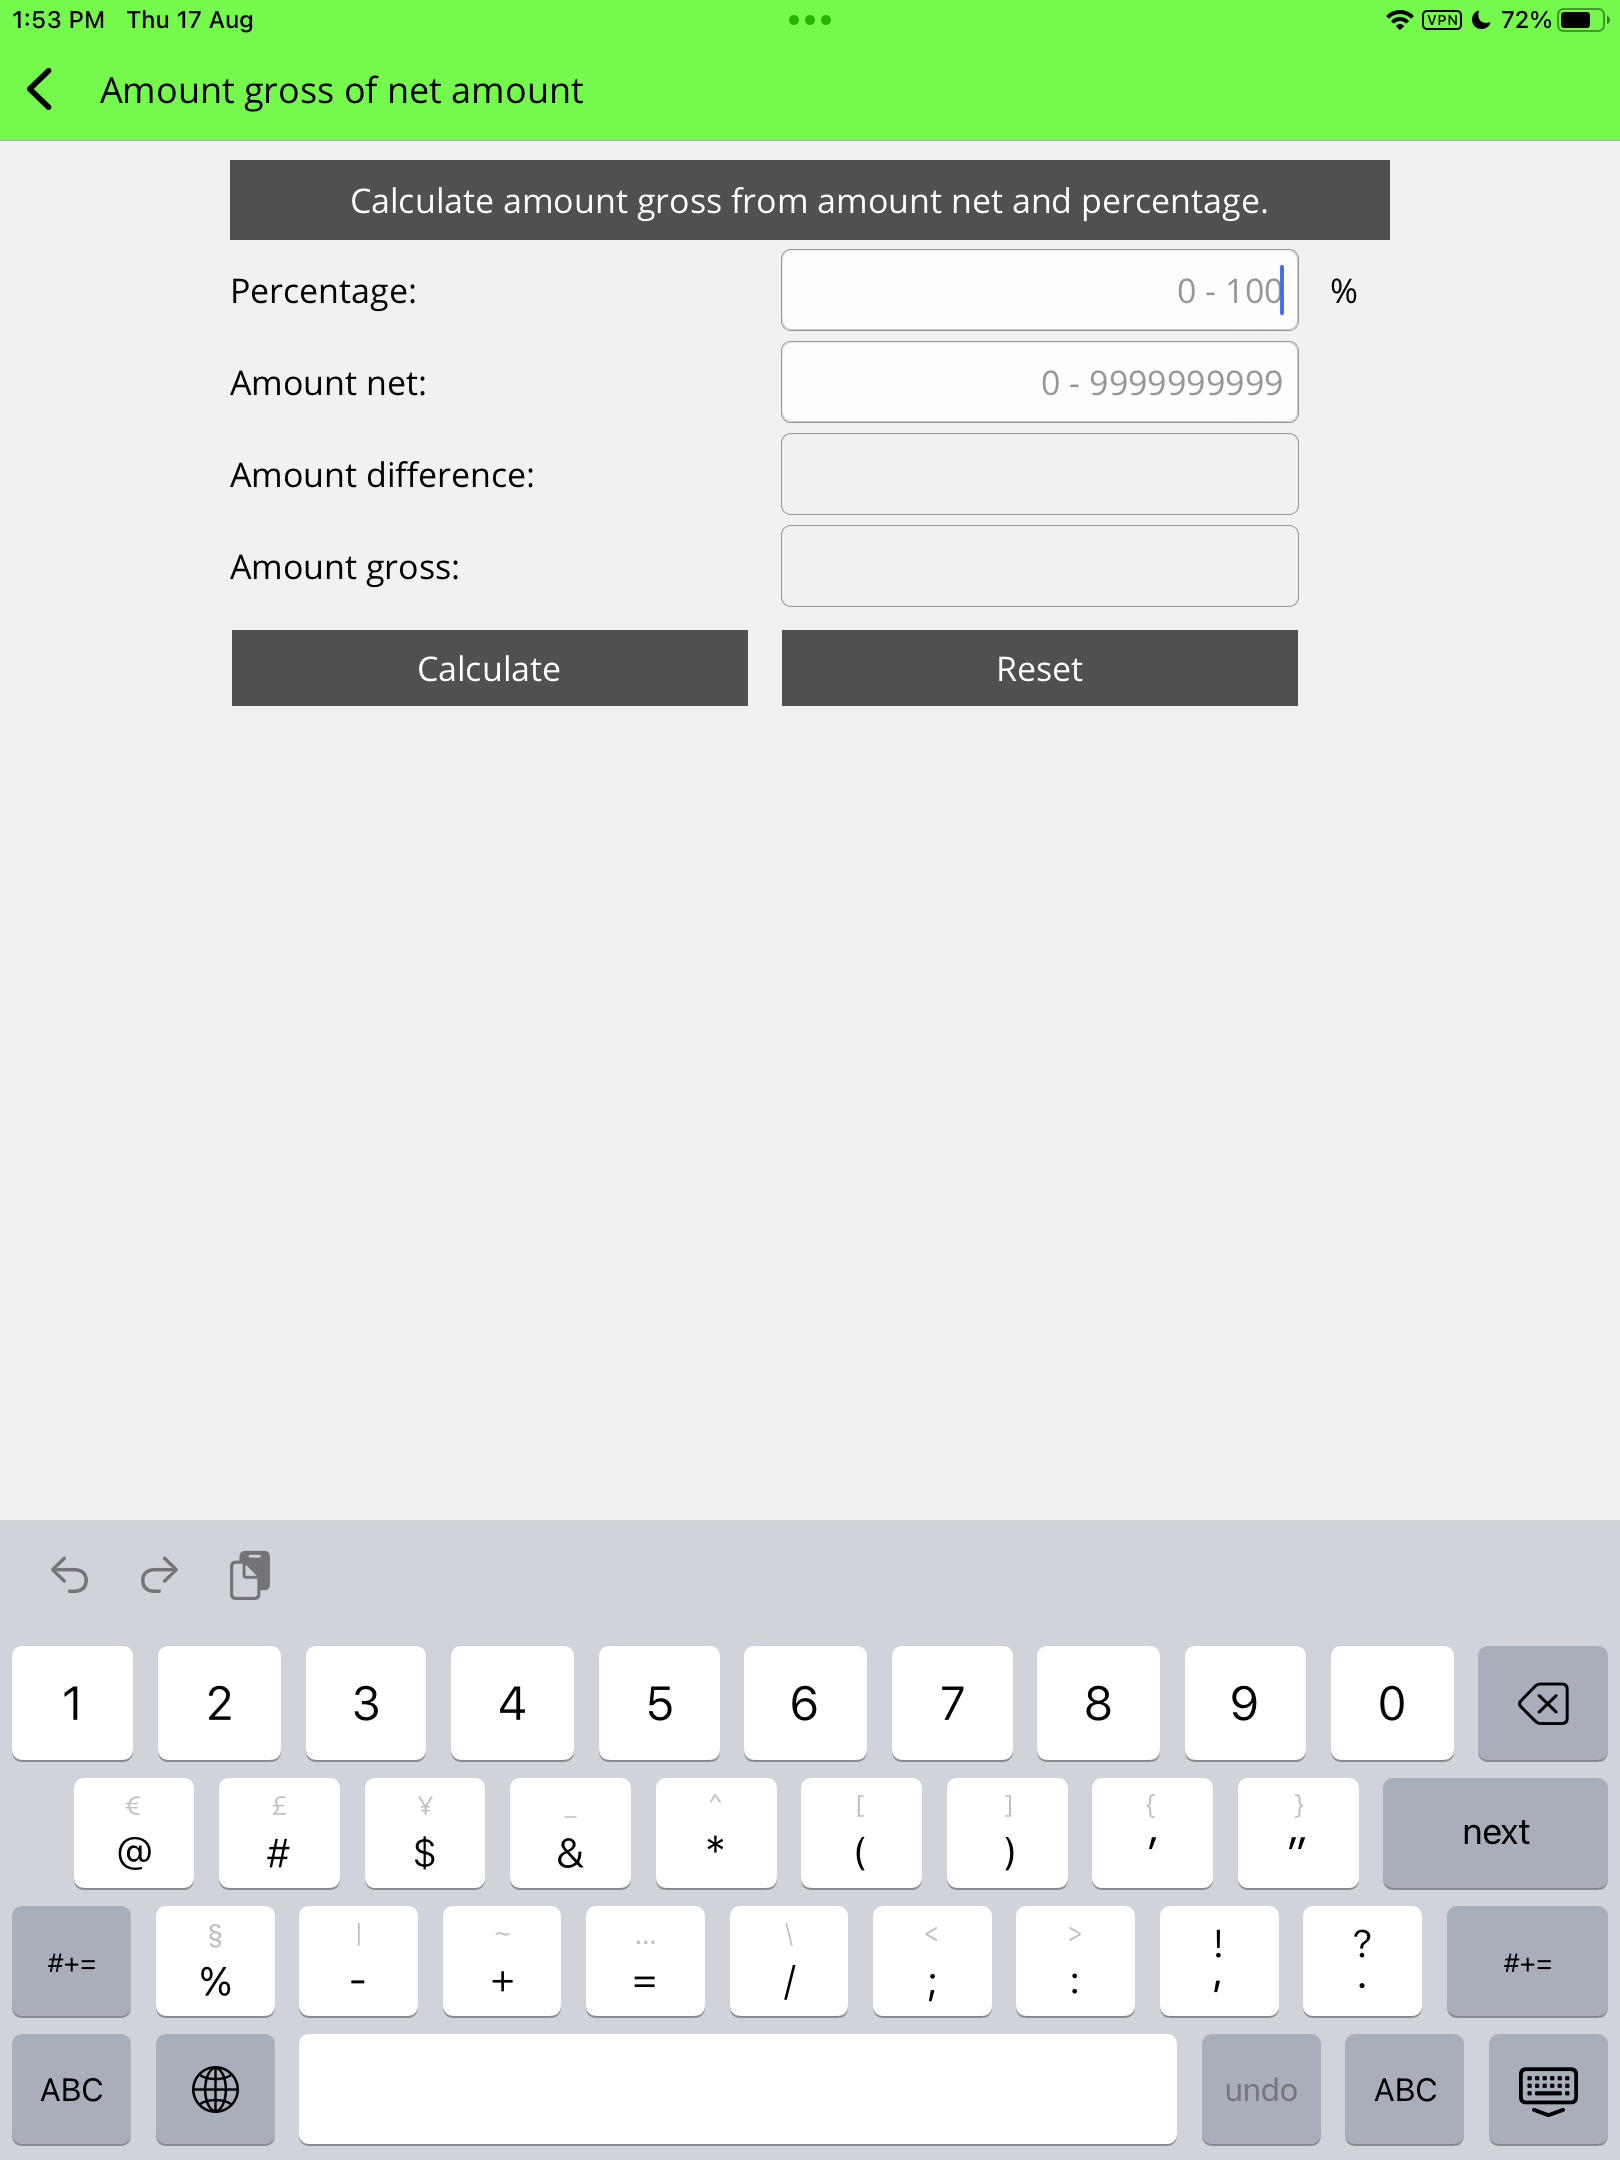 1:53 PM Thu 17 Aug
VPN 72%
Amount gross of net amount
Calculate amount gross from amount net and percentage.
Percentage: 0 - 100 %
Amount net: 0 - 9999999999
Amount difference:
Amount gross:
Calculate Reset
1 2 3 4 5 6 7 8 9 0
€ £ ¥ _ ^ [ ] { }
@ # $ & * ( ) ' " next
§ | ~ … \ < > ! ?
#+= % - + = / ; : , . #+=
ABC undo ABC